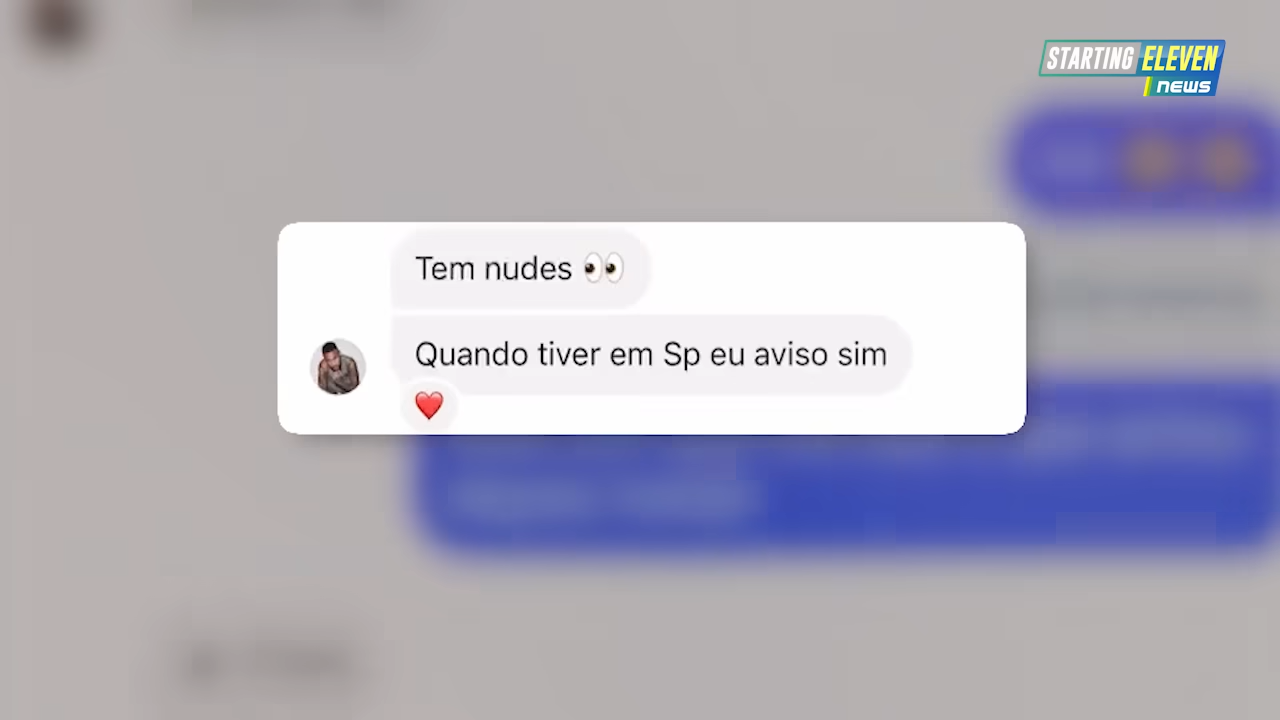 STARTING ELEVEN
news
Tem nudes 👀
Quando tiver em Sp eu aviso sim
❤️